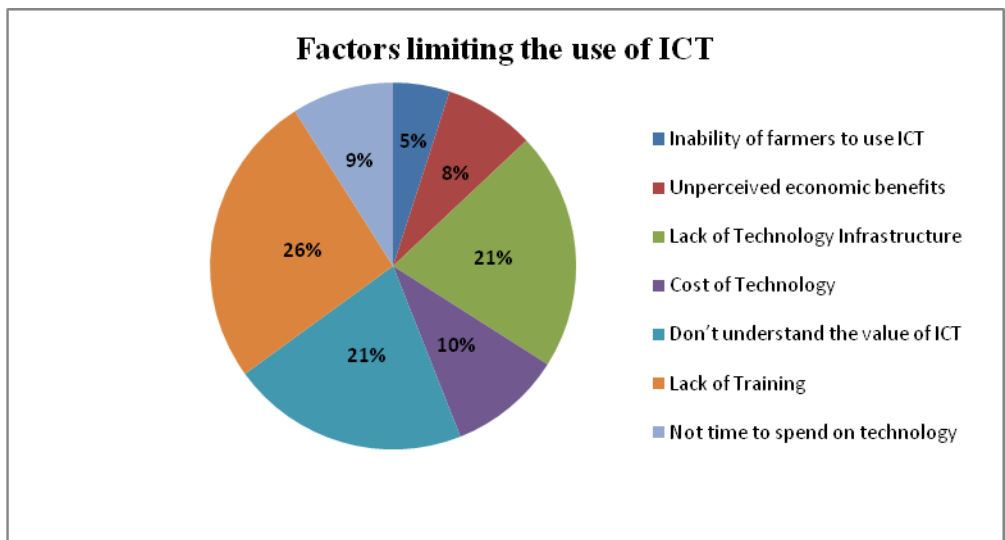 Factors limiting the use of ICT
5%
8%
21%
10%
21%
26%
9%
Inability of farmers to use ICT
Unperceived economic benefits
Lack of Technology Infrastructure
Cost of Technology
Don't understand the value of ICT
Lack of Training
Not time to spend on technology